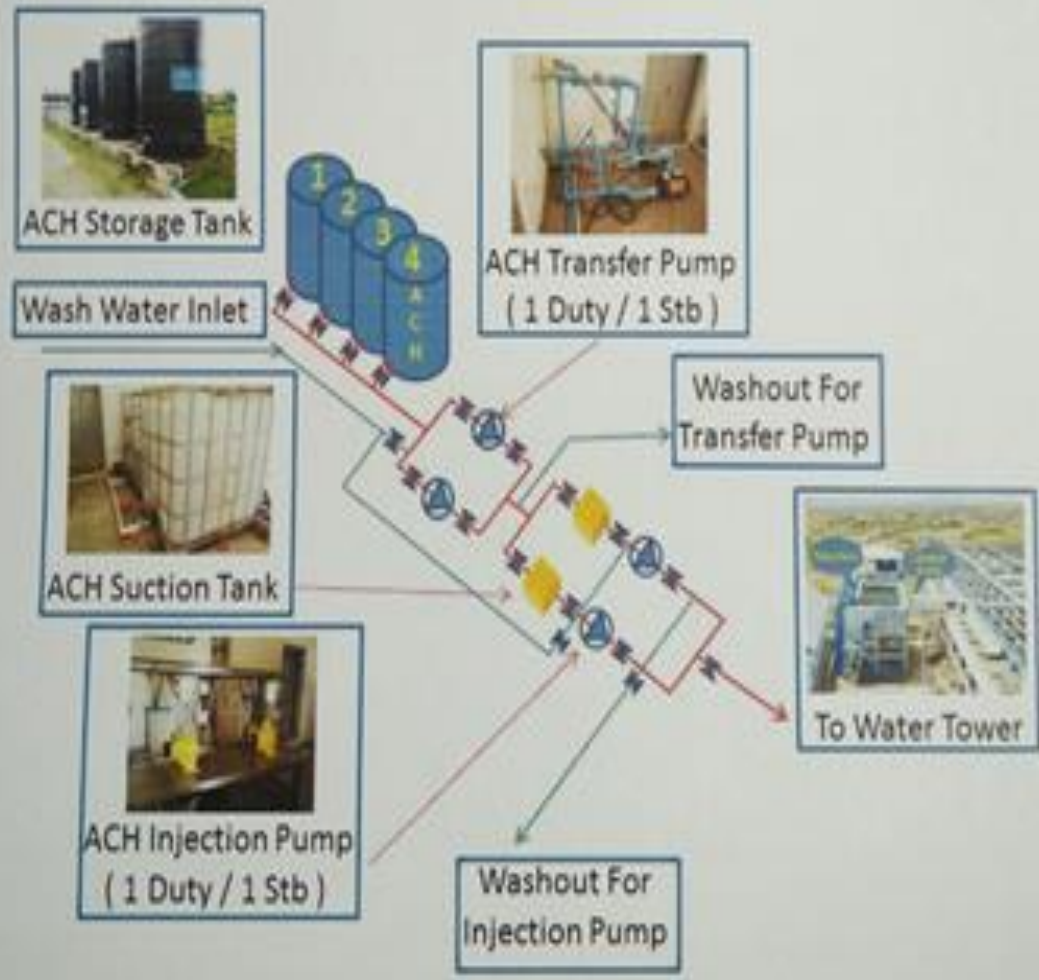 ACH Storage Tank
Wash Water Inlet
1
2
3
4
A
C
H
ACH Transfer Pump
( 1 Duty / 1 Stb )
Washout For
Transfer Pump
ACH Suction Tank
ACH Injection Pump
( 1 Duty / 1 Stb )
Washout For
Injection Pump
To Water Tower